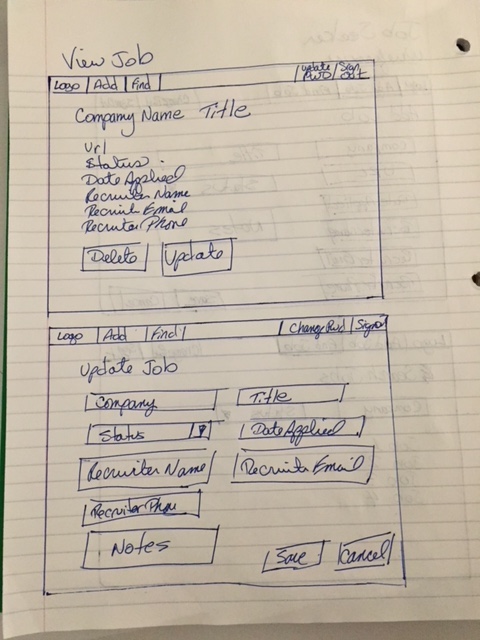 View Job
Logo Add Find Update PWD Sign out
Company Name Title
Url
Status
Date Applied
Recruiter Name
Recruiter Email
Recruiter Phone
Delete Update
Logo Add Find Change Pwd Signout
Update Job
Company Title
Status Date Applied
Recruiter Name Recruiter Email
Recruiter Phone
Notes
Save Cancel